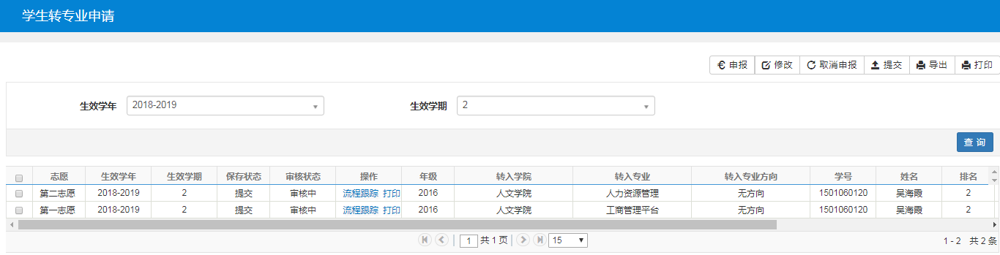 学生转专业申请
申报 修改 取消申报 提交 导出 打印
生效学年 2018-2019 生效学期 2
查 询
志愿 生效学年 生效学期 保存状态 审核状态 操作 年级 转入学院 转入专业 转入专业方向 学号 姓名 排名
第二志愿 2018-2019 2 提交 审核中 流程跟踪 打印 2016 人文学院 人力资源管理 无方向 1501060120 吴海霞 2
第一志愿 2018-2019 2 提交 审核中 流程跟踪 打印 2016 人文学院 工商管理平台 无方向 1501060120 吴海霞 2
1 共 1 页 15 1 - 2 共 2 条